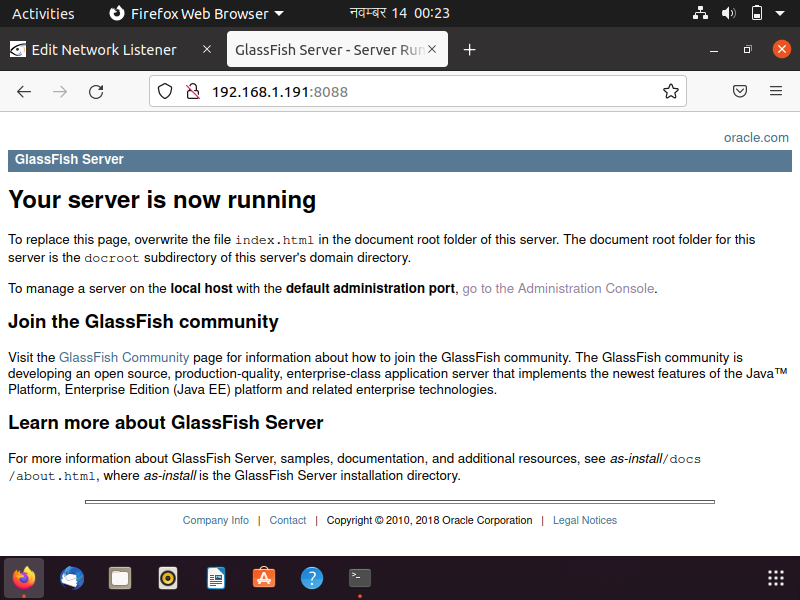 Activities Firefox Web Browser नवम्बर 14 00:23
Edit Network Listener GlassFish Server - Server Run
192.168.1.191:8088
oracle.com
GlassFish Server
Your server is now running
To replace this page, overwrite the file index.html in the document root folder of this server. The document root folder for this
server is the docroot subdirectory of this server's domain directory.
To manage a server on the local host with the default administration port, go to the Administration Console.
Join the GlassFish community
Visit the GlassFish Community page for information about how to join the GlassFish community. The GlassFish community is
developing an open source, production-quality, enterprise-class application server that implements the newest features of the Java™
Platform, Enterprise Edition (Java EE) platform and related enterprise technologies.
Learn more about GlassFish Server
For more information about GlassFish Server, samples, documentation, and additional resources, see as-install/docs
/about.html, where as-install is the GlassFish Server installation directory.
Company Info | Contact | Copyright © 2010, 2018 Oracle Corporation | Legal Notices